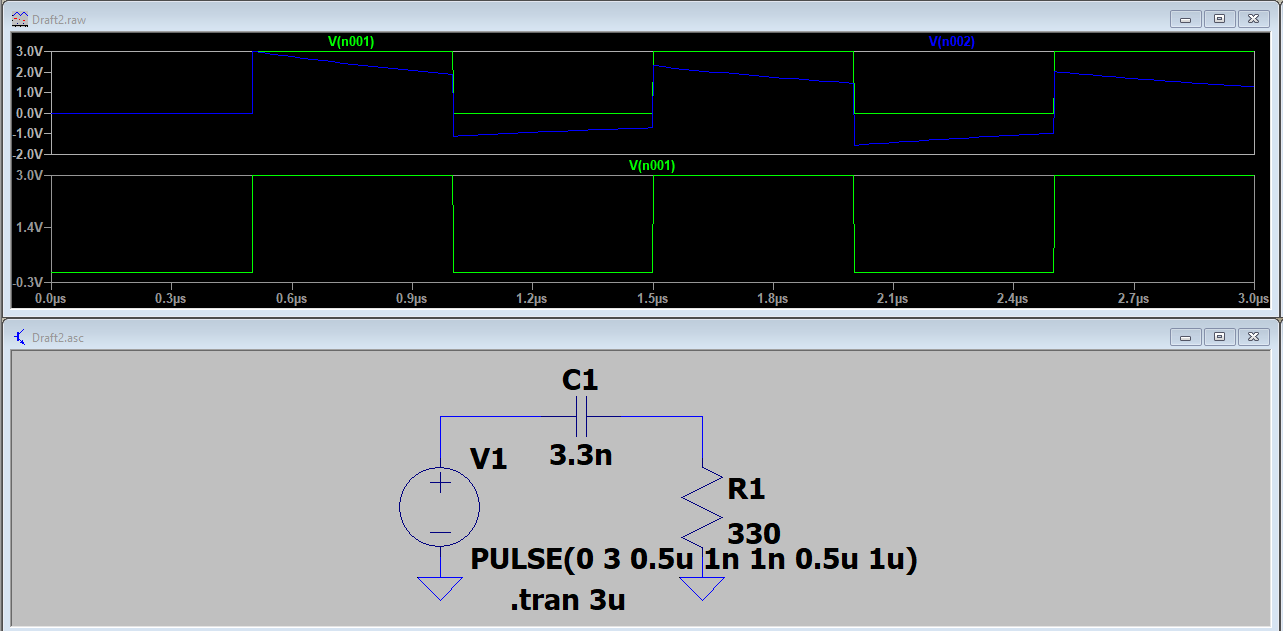 Draft2.raw
V(n001) V(n002)
3.0V
2.0V
1.0V
0.0V
-1.0V
-2.0V
V(n001)
3.0V
1.4V
-0.3V
0.0µs 0.3µs 0.6µs 0.9µs 1.2µs 1.5µs 1.8µs 2.1µs 2.4µs 2.7µs 3.0µs
Draft2.asc
C1
V1 3.3n
R1
330
PULSE(0 3 0.5u 1n 1n 0.5u 1u)
.tran 3u